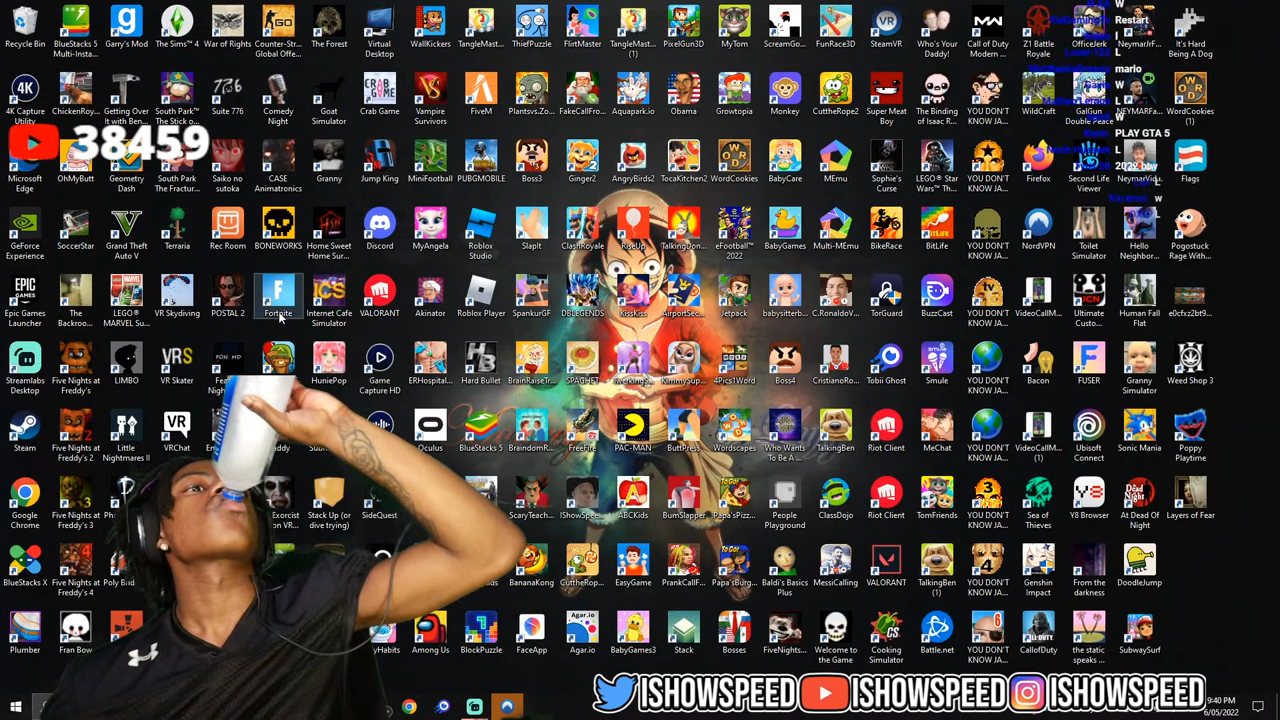 Recycle Bin
BlueStacks 5 Multi-Insta...
Garry's Mod
The Sims™ 4
War of Rights
Counter-Str... Global Offe...
The Forest
Virtual Desktop
WallKickers
TangleMast...
ThiefPuzzle
FlirtMaster
TangleMast... (1)
PixelGun3D
MyTom
ScreamGo...
FunRace3D
SteamVR
Who's Your Daddy!
Call of Duty Modern War...
Z1 Battle Royale
OfficeJerk
NeymarJrF...
It's Hard Being A Dog
W
Restart
L
4K Capture Utility
ChickenRoy...
Getting Over It with Ben...
South Park™ The Stick o...
Suite 776
Comedy Night
Goat Simulator
Crab Game
Vampire Survivors
FiveM
Plantsvs.Zo...
FakeCallFro...
Aquapark.io
Obama
Growtopia
Monkey
CuttheRope2
Super Meat Boy
The Binding of Isaac R...
YOU DON'T KNOW JA...
WildCraft
GalGun Double Peace
NEYMARFa...
WordCookies (1)
mario
W
L
W
38459
PLAY GTA 5
L
2022 btw
L
W
Microsoft Edge
OhMyButt
Geometry Dash
South Park The Fractur...
Saiko no sutoka
CASE Animatronics
Granny
Jump King
MiniFootball
PUBGMOBILE
Boss3
Ginger2
AngryBirds2
TocaKitchen2
WordCookies
BabyCare
MEmu
Sophie's Curse
LEGO® Star Wars™ Th...
YOU DON'T KNOW JA...
Firefox
Second Life Viewer
NeymarVid...
Flags
GeForce Experience
SoccerStar
Grand Theft Auto V
Terraria
Rec Room
BONEWORKS
Home Sweet Home
Discord
MyAngela
Roblox Studio
SlapIt
ClashRoyale
RiseUp
TalkingDon...
eFootball™ 2022
BabyGames
Multi-MEmu
BikeRace
BitLife
YOU DON'T KNOW JA...
NordVPN
Toilet Simulator
Hello Neighbor...
Pogostuck Rage With...
Epic Games Launcher
The Backroo...
LEGO® MARVEL Su...
VR Skydiving
POSTAL 2
Fortnite
Internet Cafe Simulator
VALORANT
Akinator
Roblox Player
SpankurGF
DBLEGENDS
KissKiss
AirportSec...
Jetpack
babysitterb...
C.RonaldoV...
TorGuard
BuzzCast
YOU DON'T KNOW JA...
VideoCallM...
Ultimate Custo...
Human Fall Flat
e0cfxz2bt9...
Streamlabs Desktop
Five Nights at Freddy's
LIMBO
VR Skater
HuniePop
Game Capture HD
ERHospital...
Hard Bullet
BrainRaiseTr...
SPAGHET
TwerkingS...
KimmySup...
4Pics1Word
Boss4
CristianoRo...
Tobii Ghost
Smule
YOU DON'T KNOW JA...
VideoCallM...
Bacon
FUSER
Granny Simulator
Weed Shop 3
Steam
Five Nights at Freddy's 2
Little Nightmares II
VRChat
Oculus
BlueStacks 5
BraindomR...
FreeFire
PAC-MAN
ButtPress
Wordscapes
Who Wants To Be A ...
TalkingBen
Riot Client
MeChat
YOU DON'T KNOW JA...
VideoCallM... (1)
Ubisoft Connect
Sonic Mania
Poppy Playtime
Google Chrome
Five Nights at Freddy's 3
Stack Up (or dive trying)
SideQuest
ScaryTeach...
IShowSpee...
ABCKids
BumSlapper
Papa'sPizz...
People Playground
ClassDojo
Riot Client
TomFriends
YOU DON'T KNOW JA...
Sea of Thieves
Y8 Browser
At Dead Of Night
Layers of Fear
BlueStacks X
Five Nights at Freddy's 4
BananaKong
CuttheRop...
EasyGame
PrankCallF...
Papa'sBurg...
Baldi's Basics Plus
MessiCalling
VALORANT
TalkingBen (1)
YOU DON'T KNOW JA...
Genshin Impact
From the darkness
DoodleJump
Plumber
Fran Bow
Among Us
BlockPuzzle
FaceApp
Agar.io
BabyGames3
Stack
Bosses
FiveNights...
Welcome to the Game
Cooking Simulator
Battle.net
YOU DON'T KNOW JA...
CallofDuty
the static speaks ...
SubwaySurf
ISHOWSPEED
ISHOWSPEED
ISHOWSPEED
9:40 PM
6/05/2022